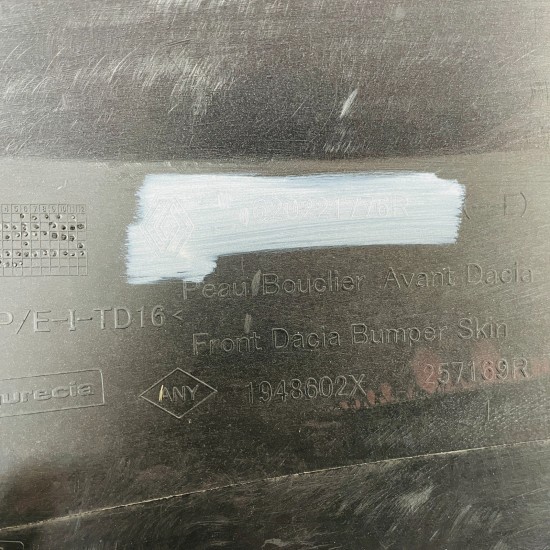 Peau Bouclier Avant Dacia
P/E-I-TD16<
Front Dacia Bumper Skin
urecia
ANY
1948602X
257169R